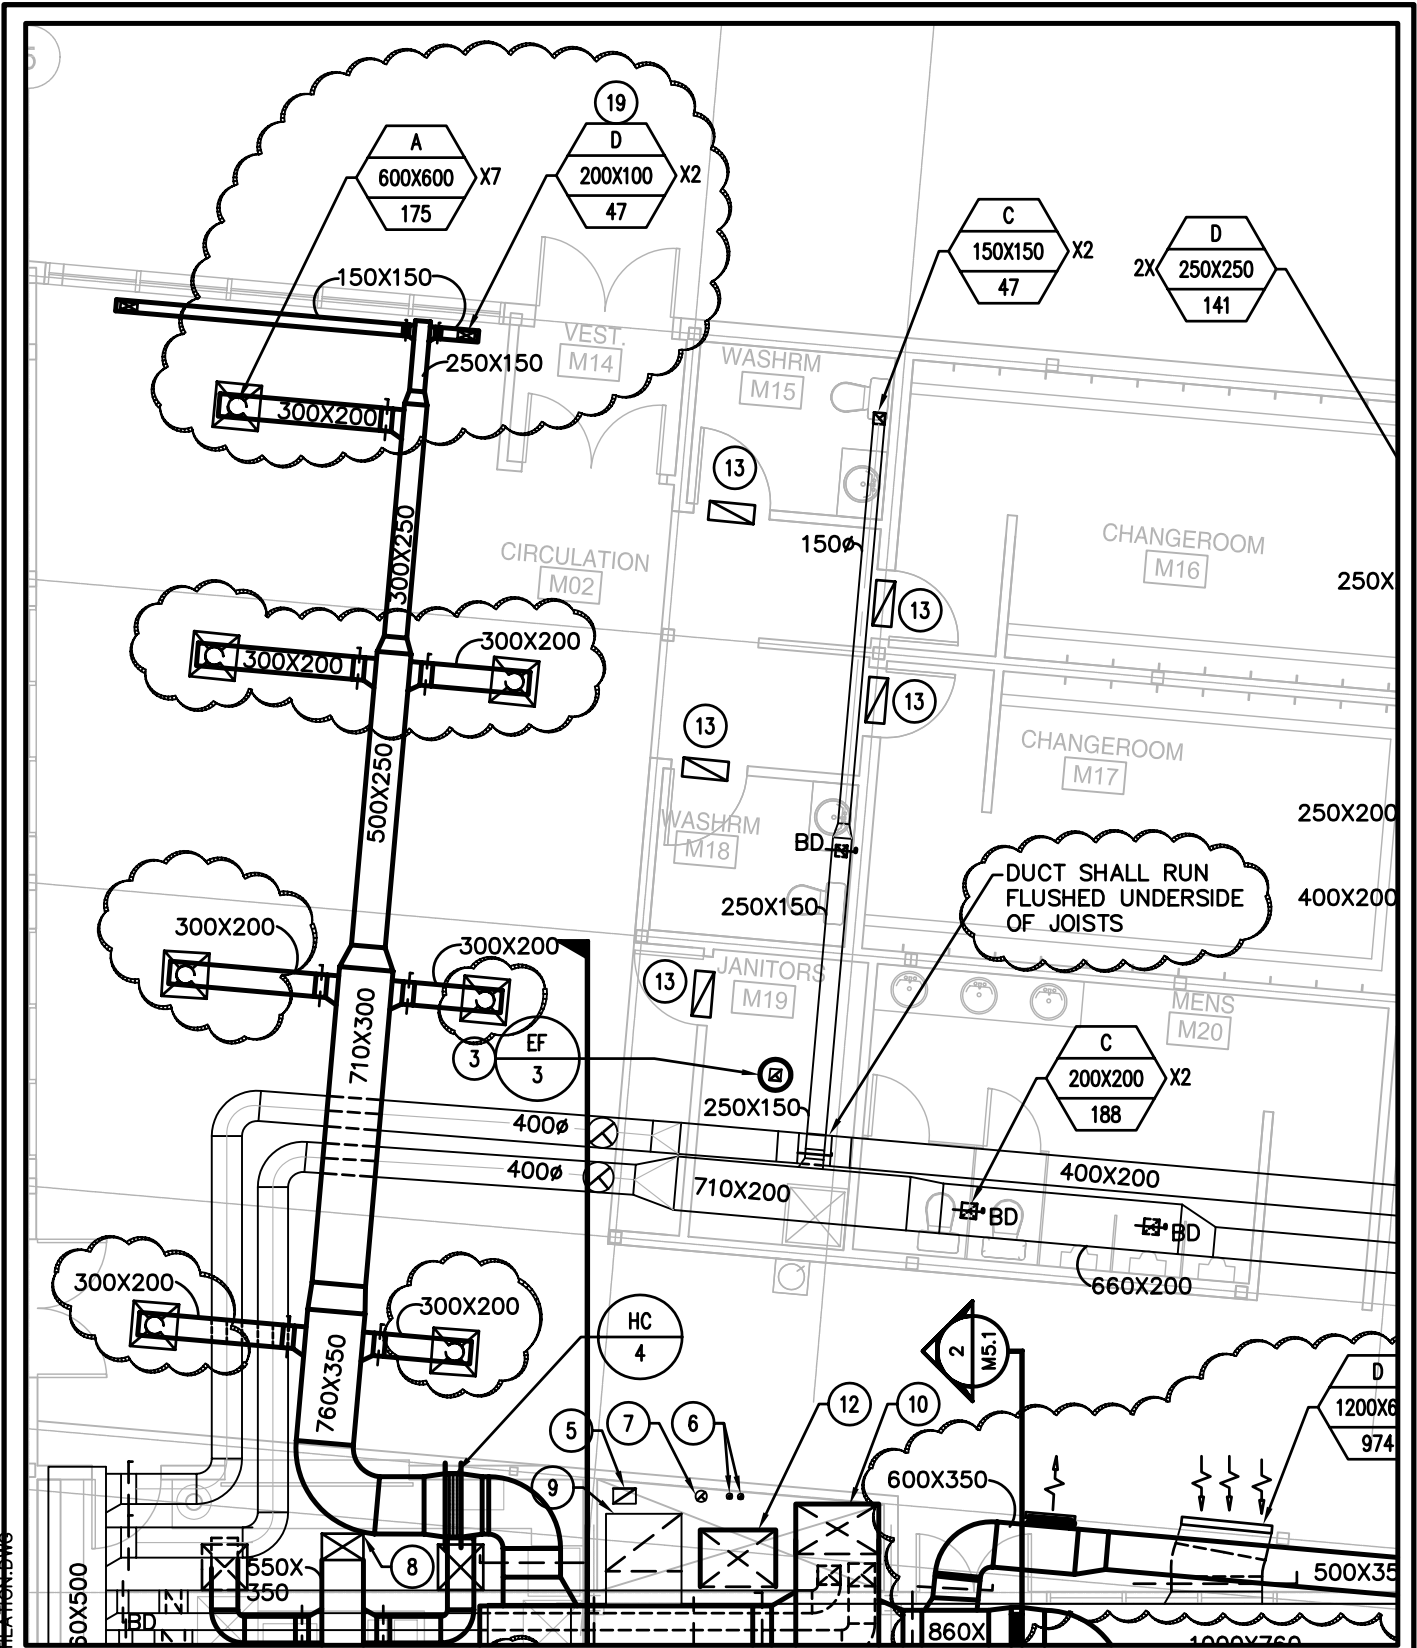 19
A
600X600
175
X7
D
200X100
47
X2
C
150X150
47
X2
2X
D
250X250
141
150X150
250X150
300X200
VEST.
M14
WASHRM
M15
13
150ø
300X250
CIRCULATION
M02
CHANGEROOM
M16
250X
13
300X200
300X200
13
13
500X250
CHANGEROOM
M17
WASHRM
M18
BD
250X200
DUCT SHALL RUN
FLUSHED UNDERSIDE
OF JOISTS
400X200
250X150
300X200
300X200
13
JANITORS
M19
MENS
M20
710X300
3
EF
3
C
200X200
188
X2
250X150
400ø
400ø
710X200
400X200
BD
BD
660X200
300X200
300X200
HC
4
2
M5.1
760X350
D
1200X6
974
5
7
6
12
10
9
600X350
8
550X
350
500X35
BD
860X